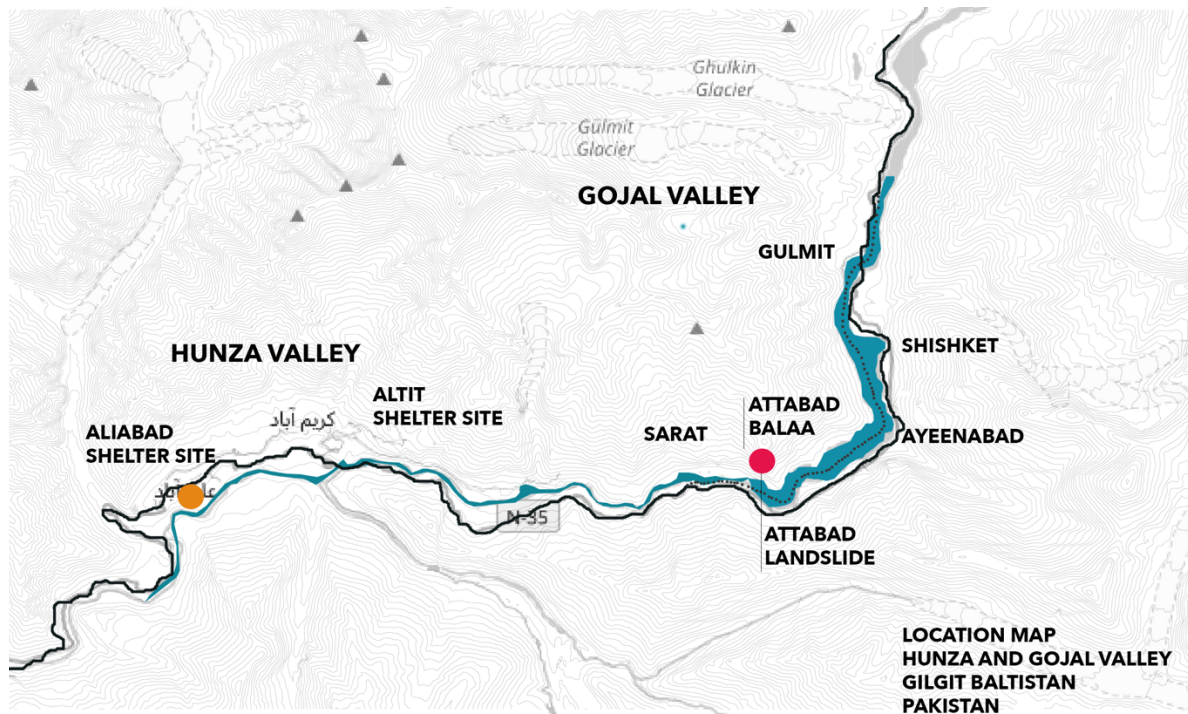 Ghulkin
Glacier
Gulmit
Glacier
GOJAL VALLEY
GULMIT
HUNZA VALLEY
SHISHKET
ALTIT
SHELTER SITE
ATTABAD
BALAA
کریم آباد
SARAT
AYEENABAD
ALIABAD
SHELTER SITE
N-35
ATTABAD
LANDSLIDE
LOCATION MAP
HUNZA AND GOJAL VALLEY
GILGIT BALTISTAN
PAKISTAN